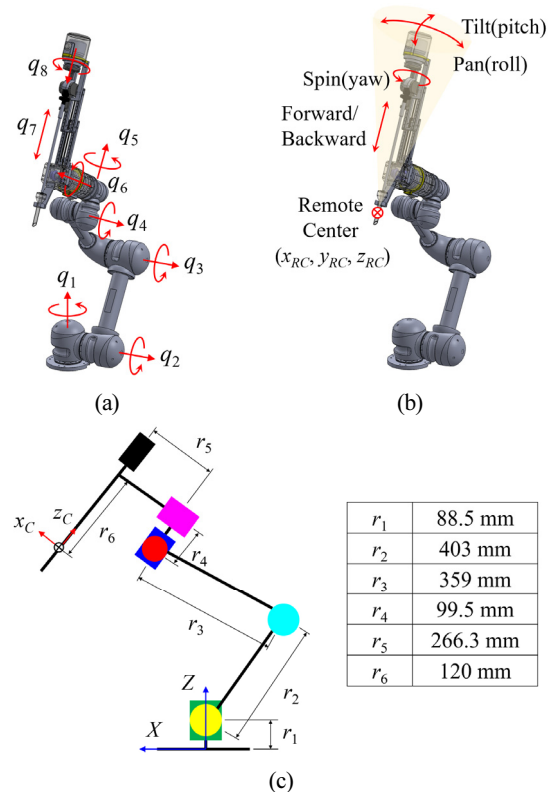 q8
q7
q5
q6
q4
q3
q1
q2
(a)
Tilt(pitch)
Pan(roll)
Spin(yaw)
Forward/
Backward
Remote
Center
(xRC, yRC, zRC)
(b)
r5
zC
xC
r6
r4
r3
r2
Z
X
r1
r1 88.5 mm
r2 403 mm
r3 359 mm
r4 99.5 mm
r5 266.3 mm
r6 120 mm
(c)